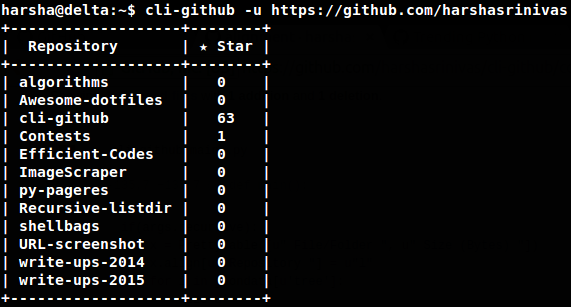 harsha@delta:~$ cli-github -u https://github.com/harshasrinivas
+-------------------+--------+
|  Repository       | ★ Star |
+-------------------+--------+
| algorithms        |   0    |
| Awesome-dotfiles  |   0    |
| cli-github        |   63   |
| Contests          |   1    |
| Efficient-Codes   |   0    |
| ImageScraper      |   0    |
| py-pageres        |   0    |
| Recursive-listdir |   0    |
| shellbags         |   0    |
| URL-screenshot    |   0    |
| write-ups-2014    |   0    |
| write-ups-2015    |   0    |
+-------------------+--------+